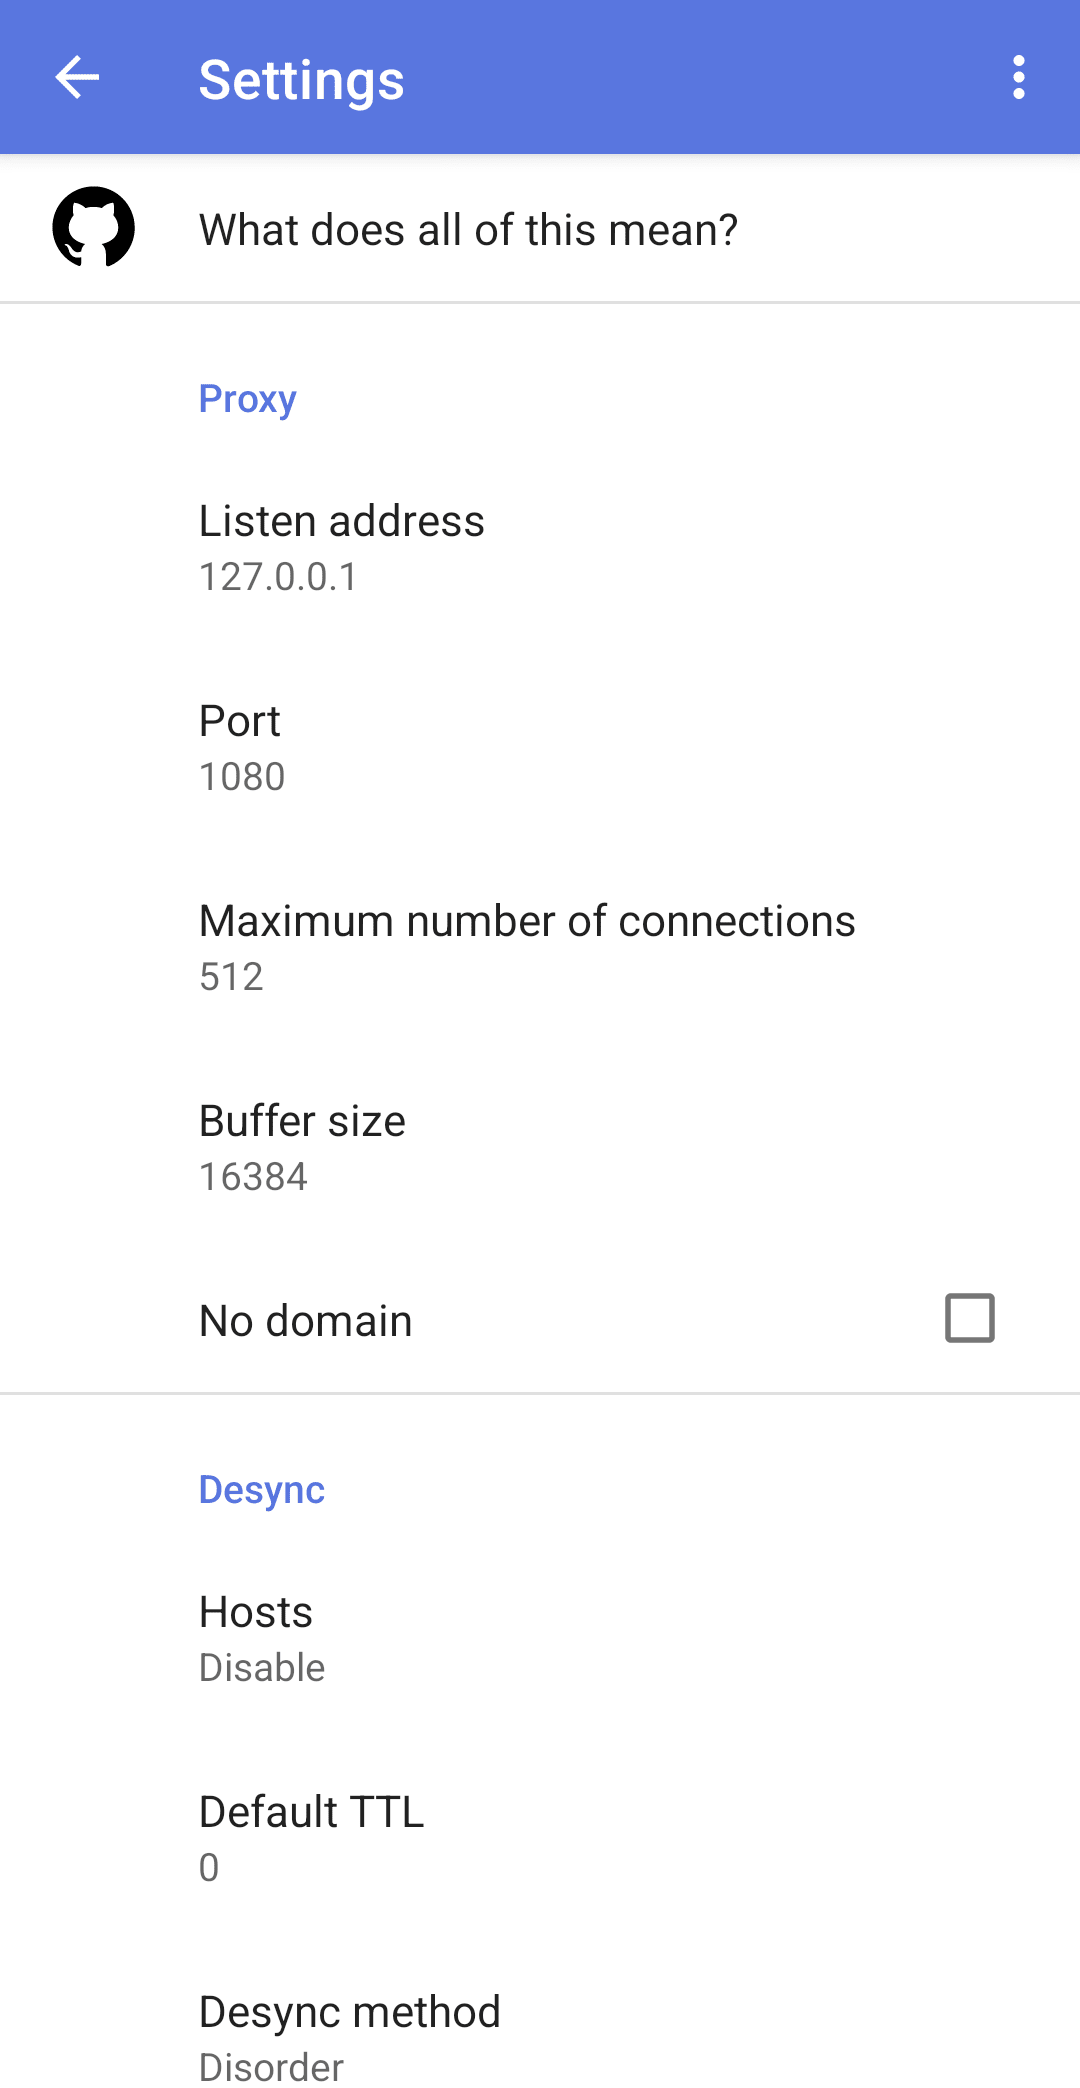 Settings
What does all of this mean?
Proxy
Listen address
127.0.0.1
Port
1080
Maximum number of connections
512
Buffer size
16384
No domain
Desync
Hosts
Disable
Default TTL
0
Desync method
Disorder